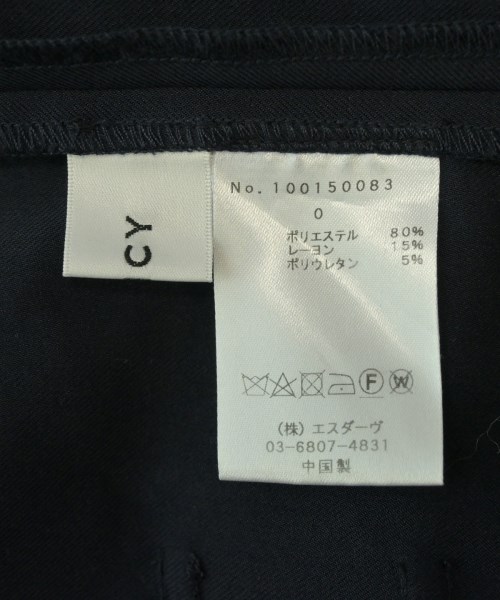 CY
No. 100150083
0
ポリエステル 80%
レーヨン 15%
ポリウレタン 5%
F W
(株) エスダーヴ
03-6807-4831
中国製